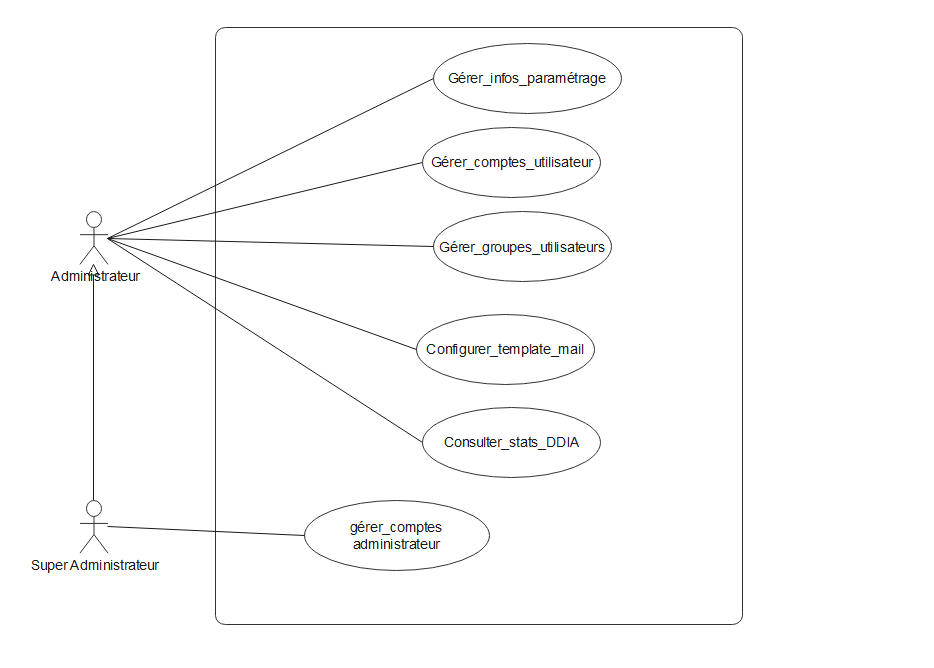 Gérer_infos_paramétrage
Gérer_comptes_utilisateur
Gérer_groupes_utilisateurs
Administrateur
Configurer_template_mail
Consulter_stats_DDIA
gérer_comptes
administrateur
Super Administrateur